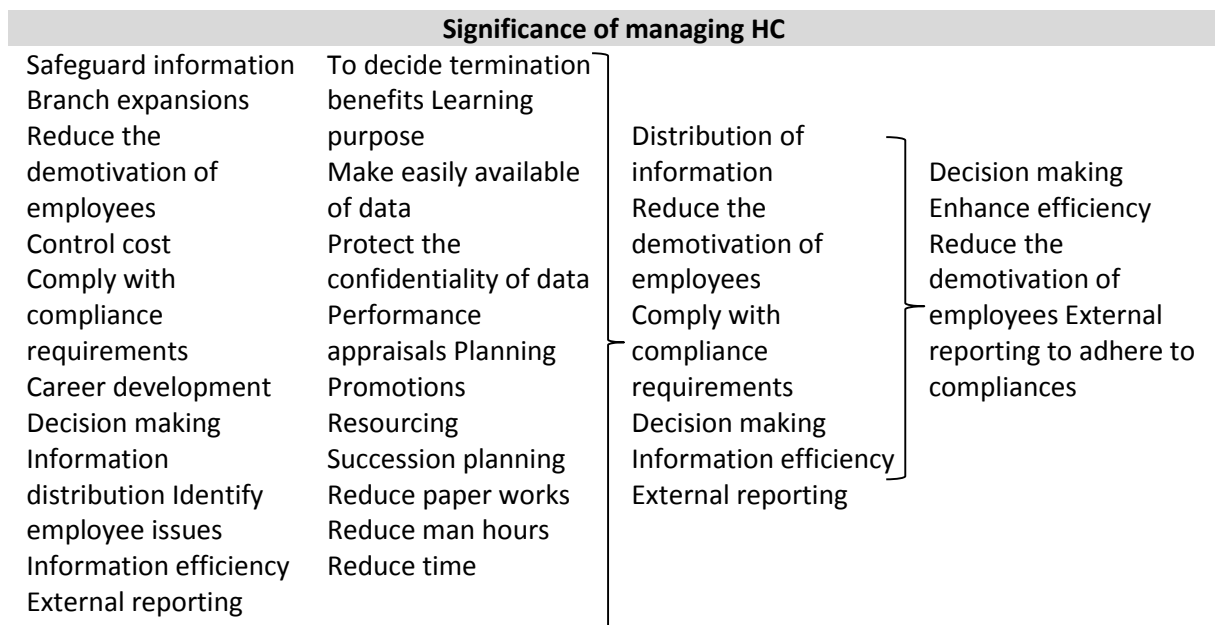 Significance of managing HC
Safeguard information
Branch expansions
Reduce the
demotivation of
employees
Control cost
Comply with
compliance
requirements
Career development
Decision making
Information
distribution Identify
employee issues
Information efficiency
External reporting
To decide termination
benefits Learning
purpose
Make easily available
of data
Protect the
confidentiality of data
Performance
appraisals Planning
Promotions
Resourcing
Succession planning
Reduce paper works
Reduce man hours
Reduce time
Distribution of
information
Reduce the
demotivation of
employees
Comply with
compliance
requirements
Decision making
Information efficiency
External reporting
Decision making
Enhance efficiency
Reduce the
demotivation of
employees External
reporting to adhere to
compliances